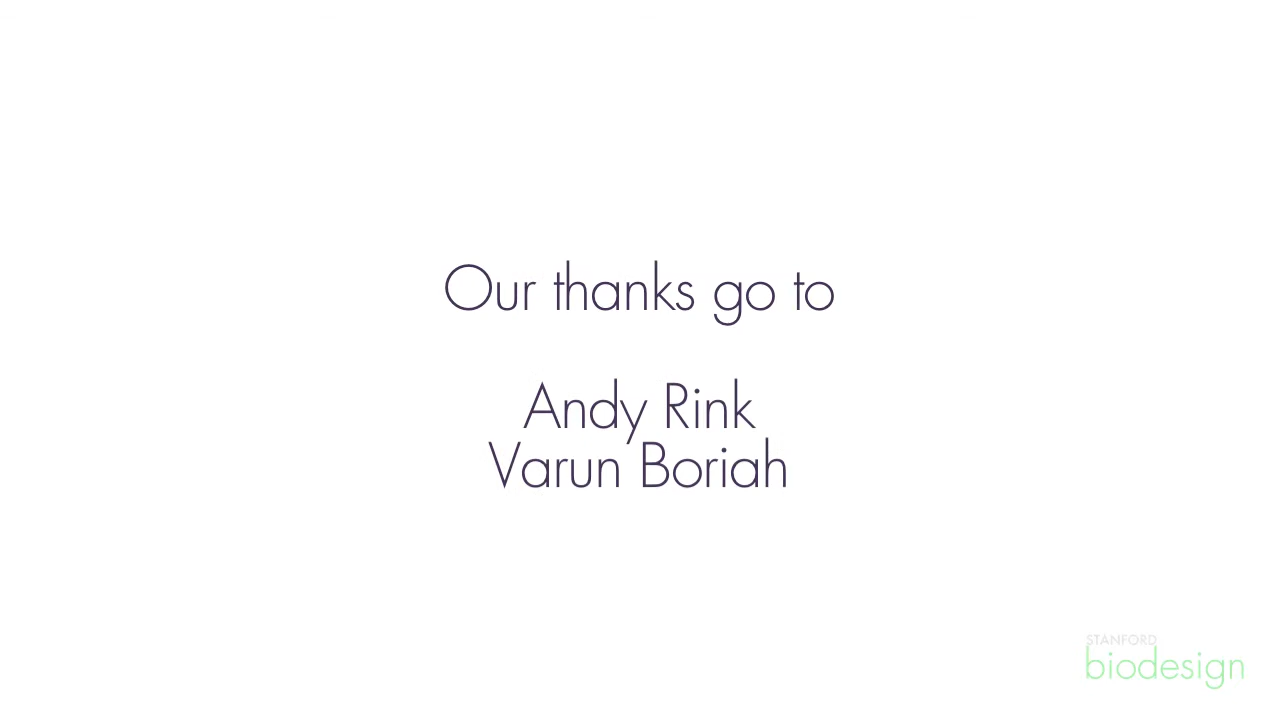 Our thanks go to
Andy Rink
Varun Boriah
STANFORD
biodesign